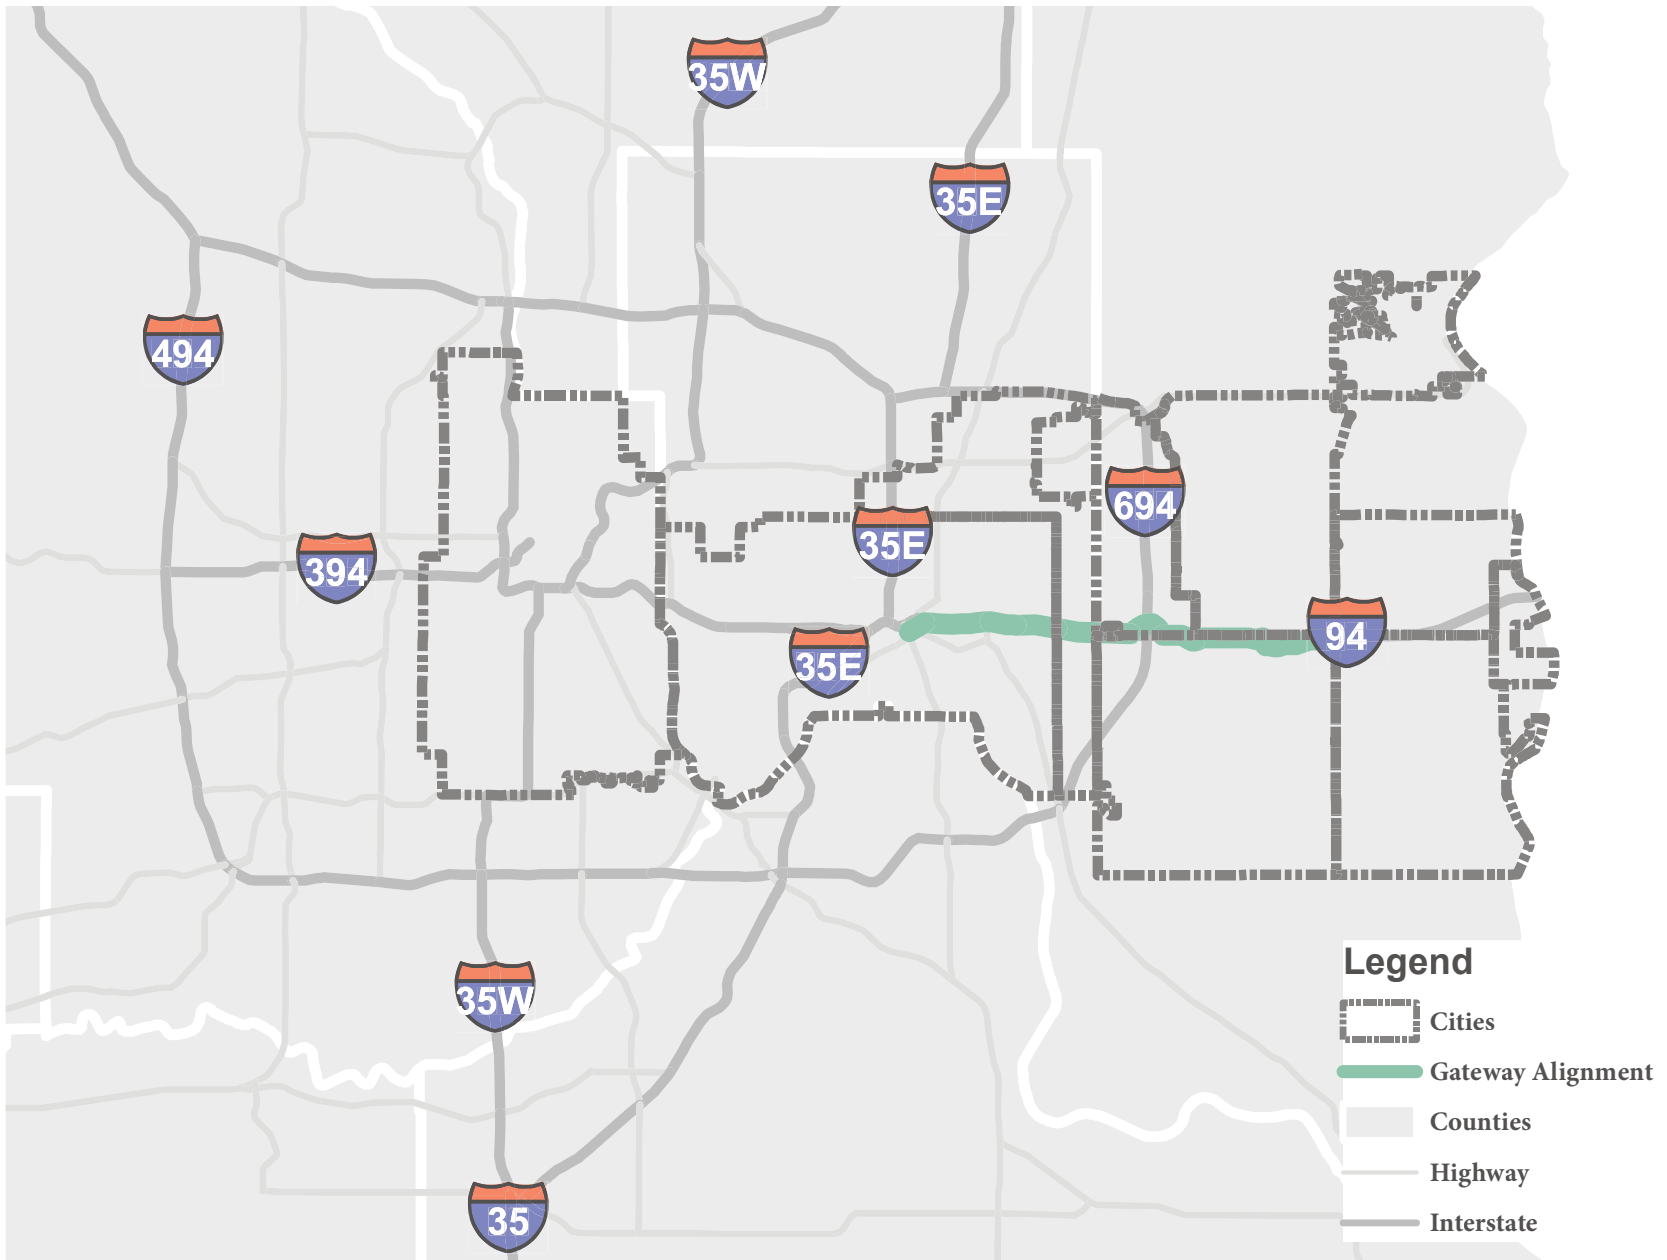 35W
35E
494
694
35E
394
94
35E
Legend
Cities
Gateway Alignment
Counties
Highway
Interstate
35W
35